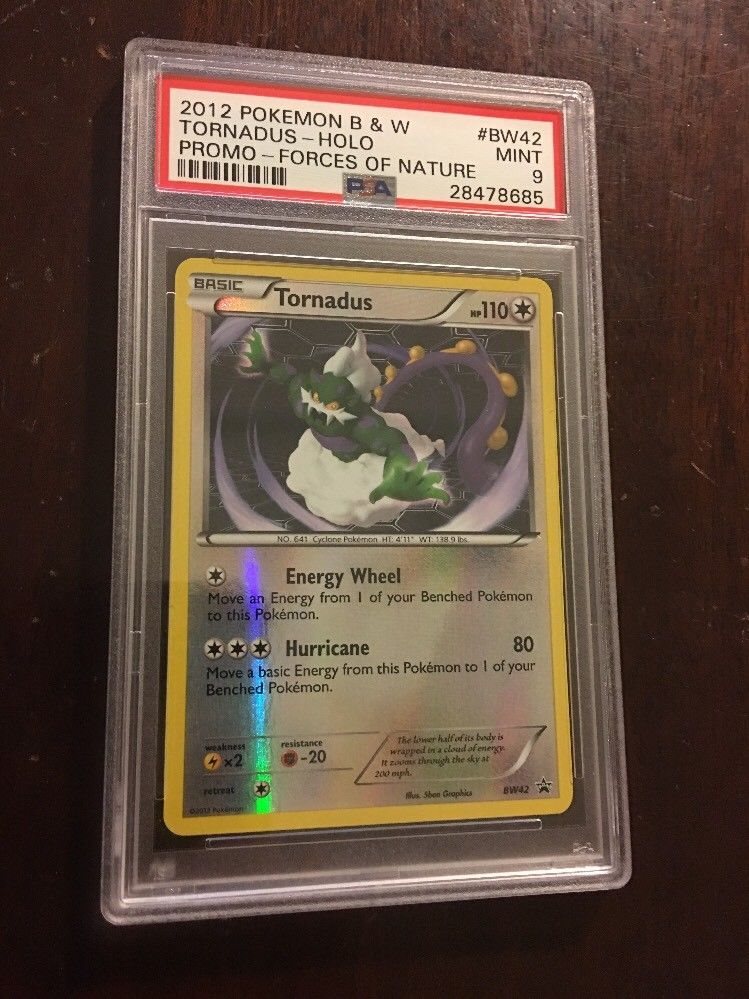 2012 POKEMON B & W #BW42
TORNADUS - HOLO MINT
PROMO - FORCES OF NATURE 9
PSA 28478685
BASIC
Tornadus HP110
NO. 641 Cyclone Pokémon HT: 4'11" WT: 138.9 lbs.
Energy Wheel
Move an Energy from 1 of your Benched Pokémon
to this Pokémon.
Hurricane 80
Move a basic Energy from this Pokémon to 1 of your
Benched Pokémon.
weakness resistance
×2 -20
retreat
The lower half of its body is
wrapped in a cloud of energy.
It zooms through the sky at
200 mph.
Illus. 5ban Graphics BW42
©2012 Pokémon